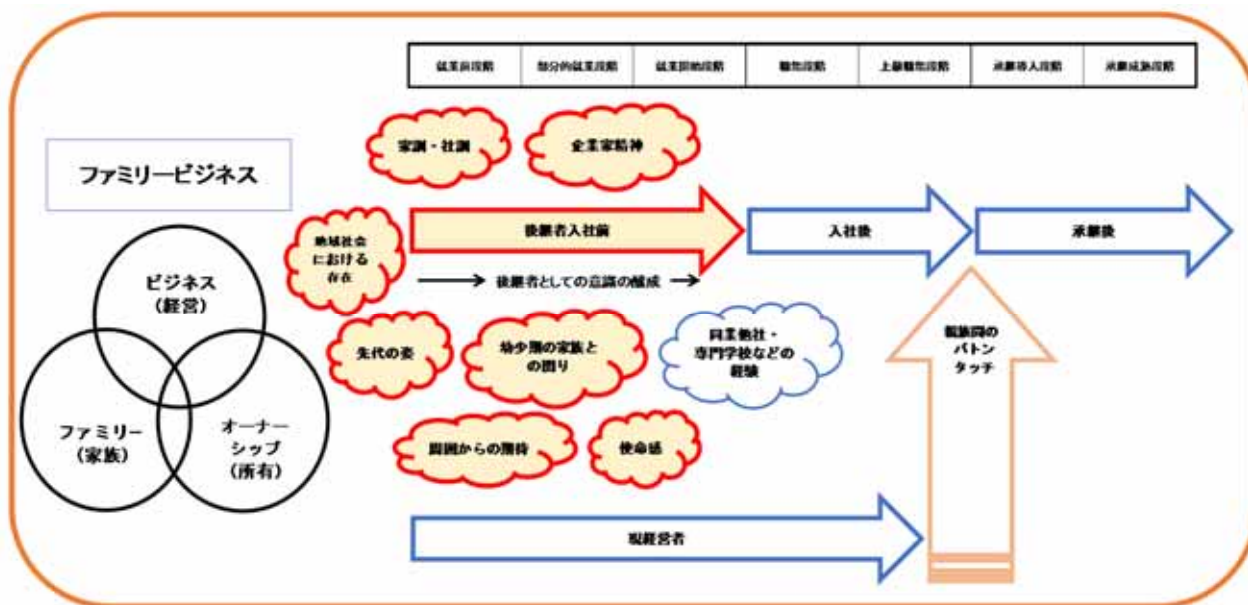 就業前段階
部分的就業段階
就業開始段階
職能段階
上級職能段階
承継導入段階
承継成熟段階
家訓・社訓
企業家精神
ファミリービジネス
後継者入社前
入社後
承継後
地域社会
における
存在
後継者としての意識の醸成
ビジネス
(経営)
先代の姿
幼少期の家族と
の関り
同業他社・
専門学校などの
経験
親族間の
バトン
タッチ
ファミリー
(家族)
オーナー
シップ
(所有)
周囲からの期待
使命感
現経営者